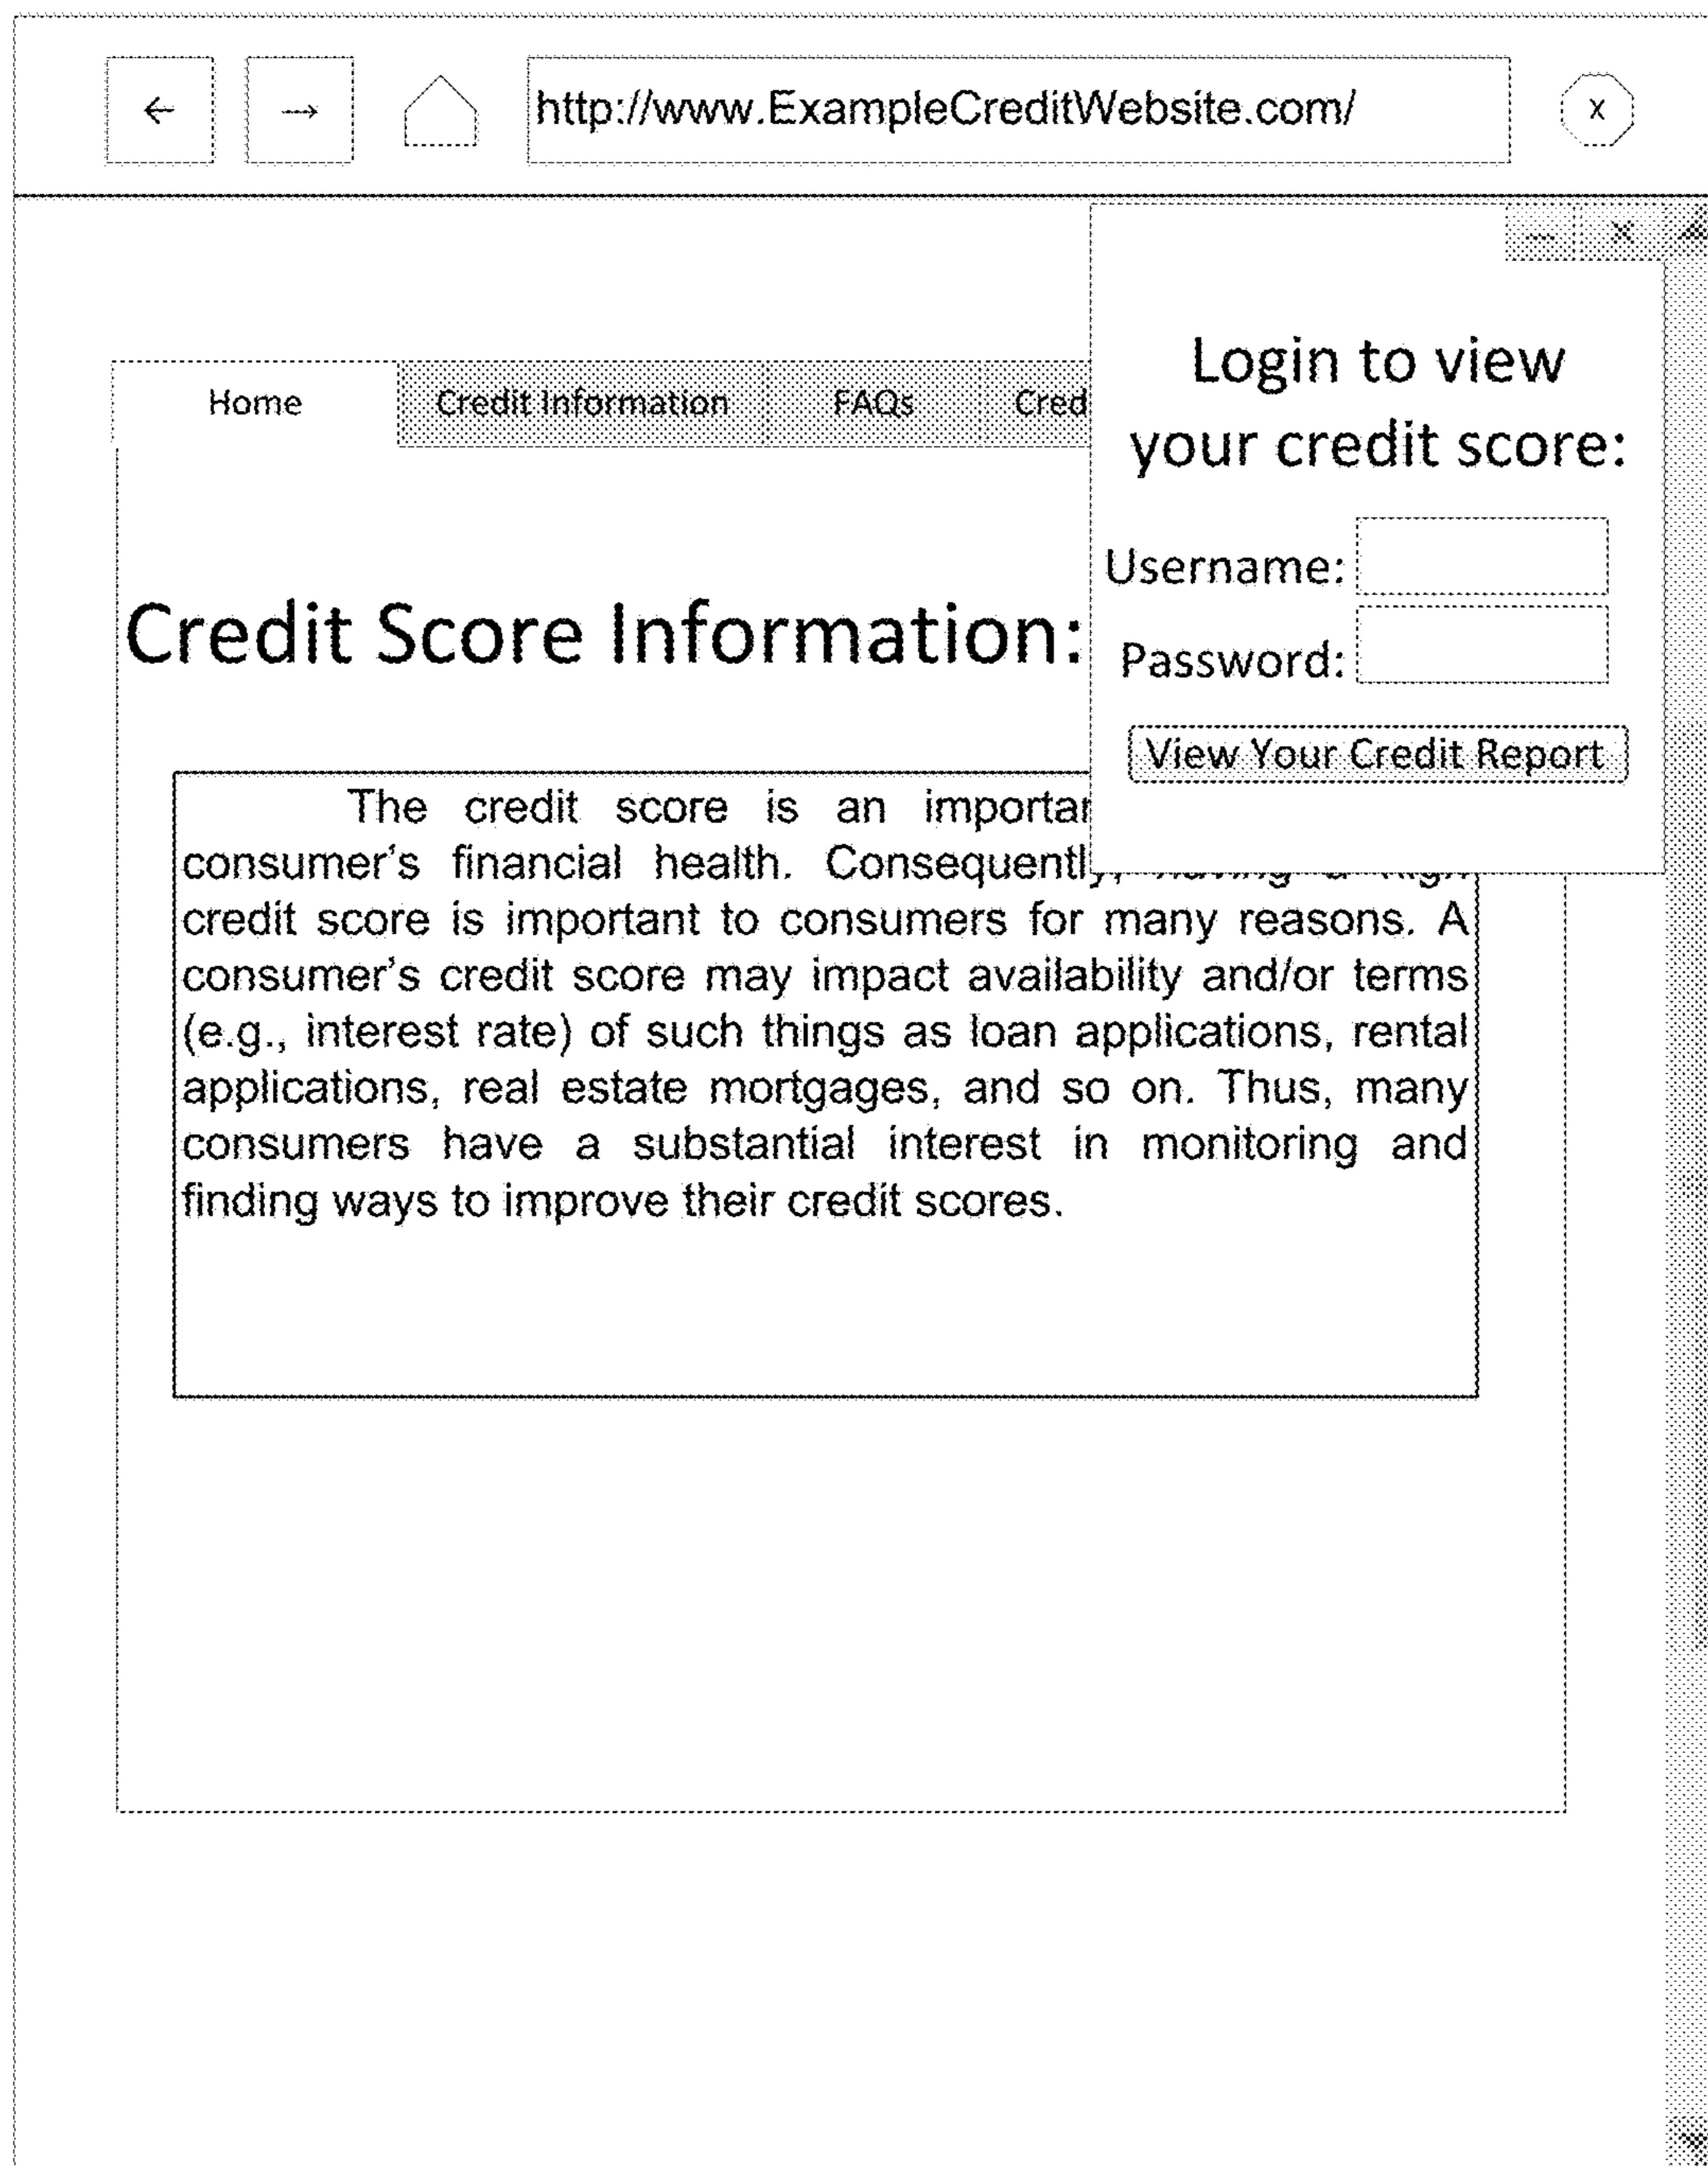 ← → http://www.ExampleCreditWebsite.com/ x
Home Credit Information FAQs Cred
Login to view
your credit score:
Username:
Password:
View Your Credit Report
Credit Score Information:
The credit score is an importan
consumer's financial health. Consequently, having a high
credit score is important to consumers for many reasons. A
consumer's credit score may impact availability and/or terms
(e.g., interest rate) of such things as loan applications, rental
applications, real estate mortgages, and so on. Thus, many
consumers have a substantial interest in monitoring and
finding ways to improve their credit scores.